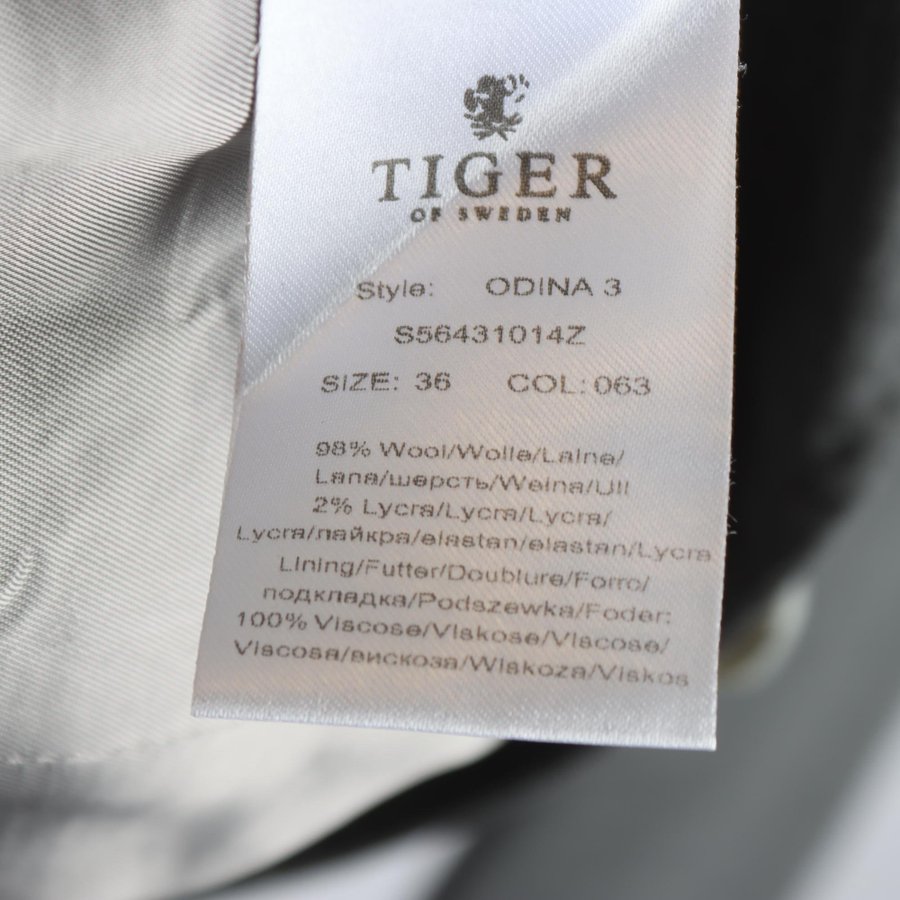 TIGER
OF SWEDEN
Style: ODINA 3
S56431014Z
SIZE: 36 COL: 063
98% Wool/Wolle/Laine/
Lana/шерсть/Welna/Ull
2% Lycra/Lycra/Lycra/
Lycra/лайкра/elastan/elastan/Lycra
Lining/Futter/Doublure/Forro/
подкладка/Podszewka/Foder:
100% Viscose/Viskose/Viscose/
Viscosa/вискоза/Wiskoza/Viskos